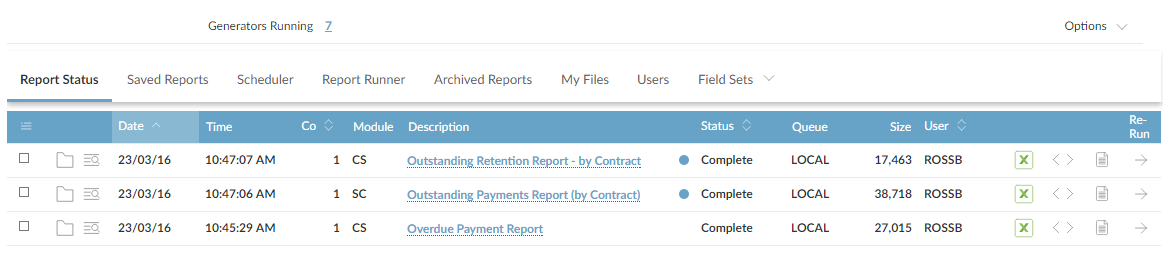 Generators Running 7 Options
Report Status Saved Reports Scheduler Report Runner Archived Reports My Files Users Field Sets
Date Time Co Module Description Status Queue Size User Re-Run
23/03/16 10:47:07 AM 1 CS Outstanding Retention Report - by Contract Complete LOCAL 17,463 ROSSB
23/03/16 10:47:06 AM 1 SC Outstanding Payments Report (by Contract) Complete LOCAL 38,718 ROSSB
23/03/16 10:45:29 AM 1 CS Overdue Payment Report Complete LOCAL 27,015 ROSSB